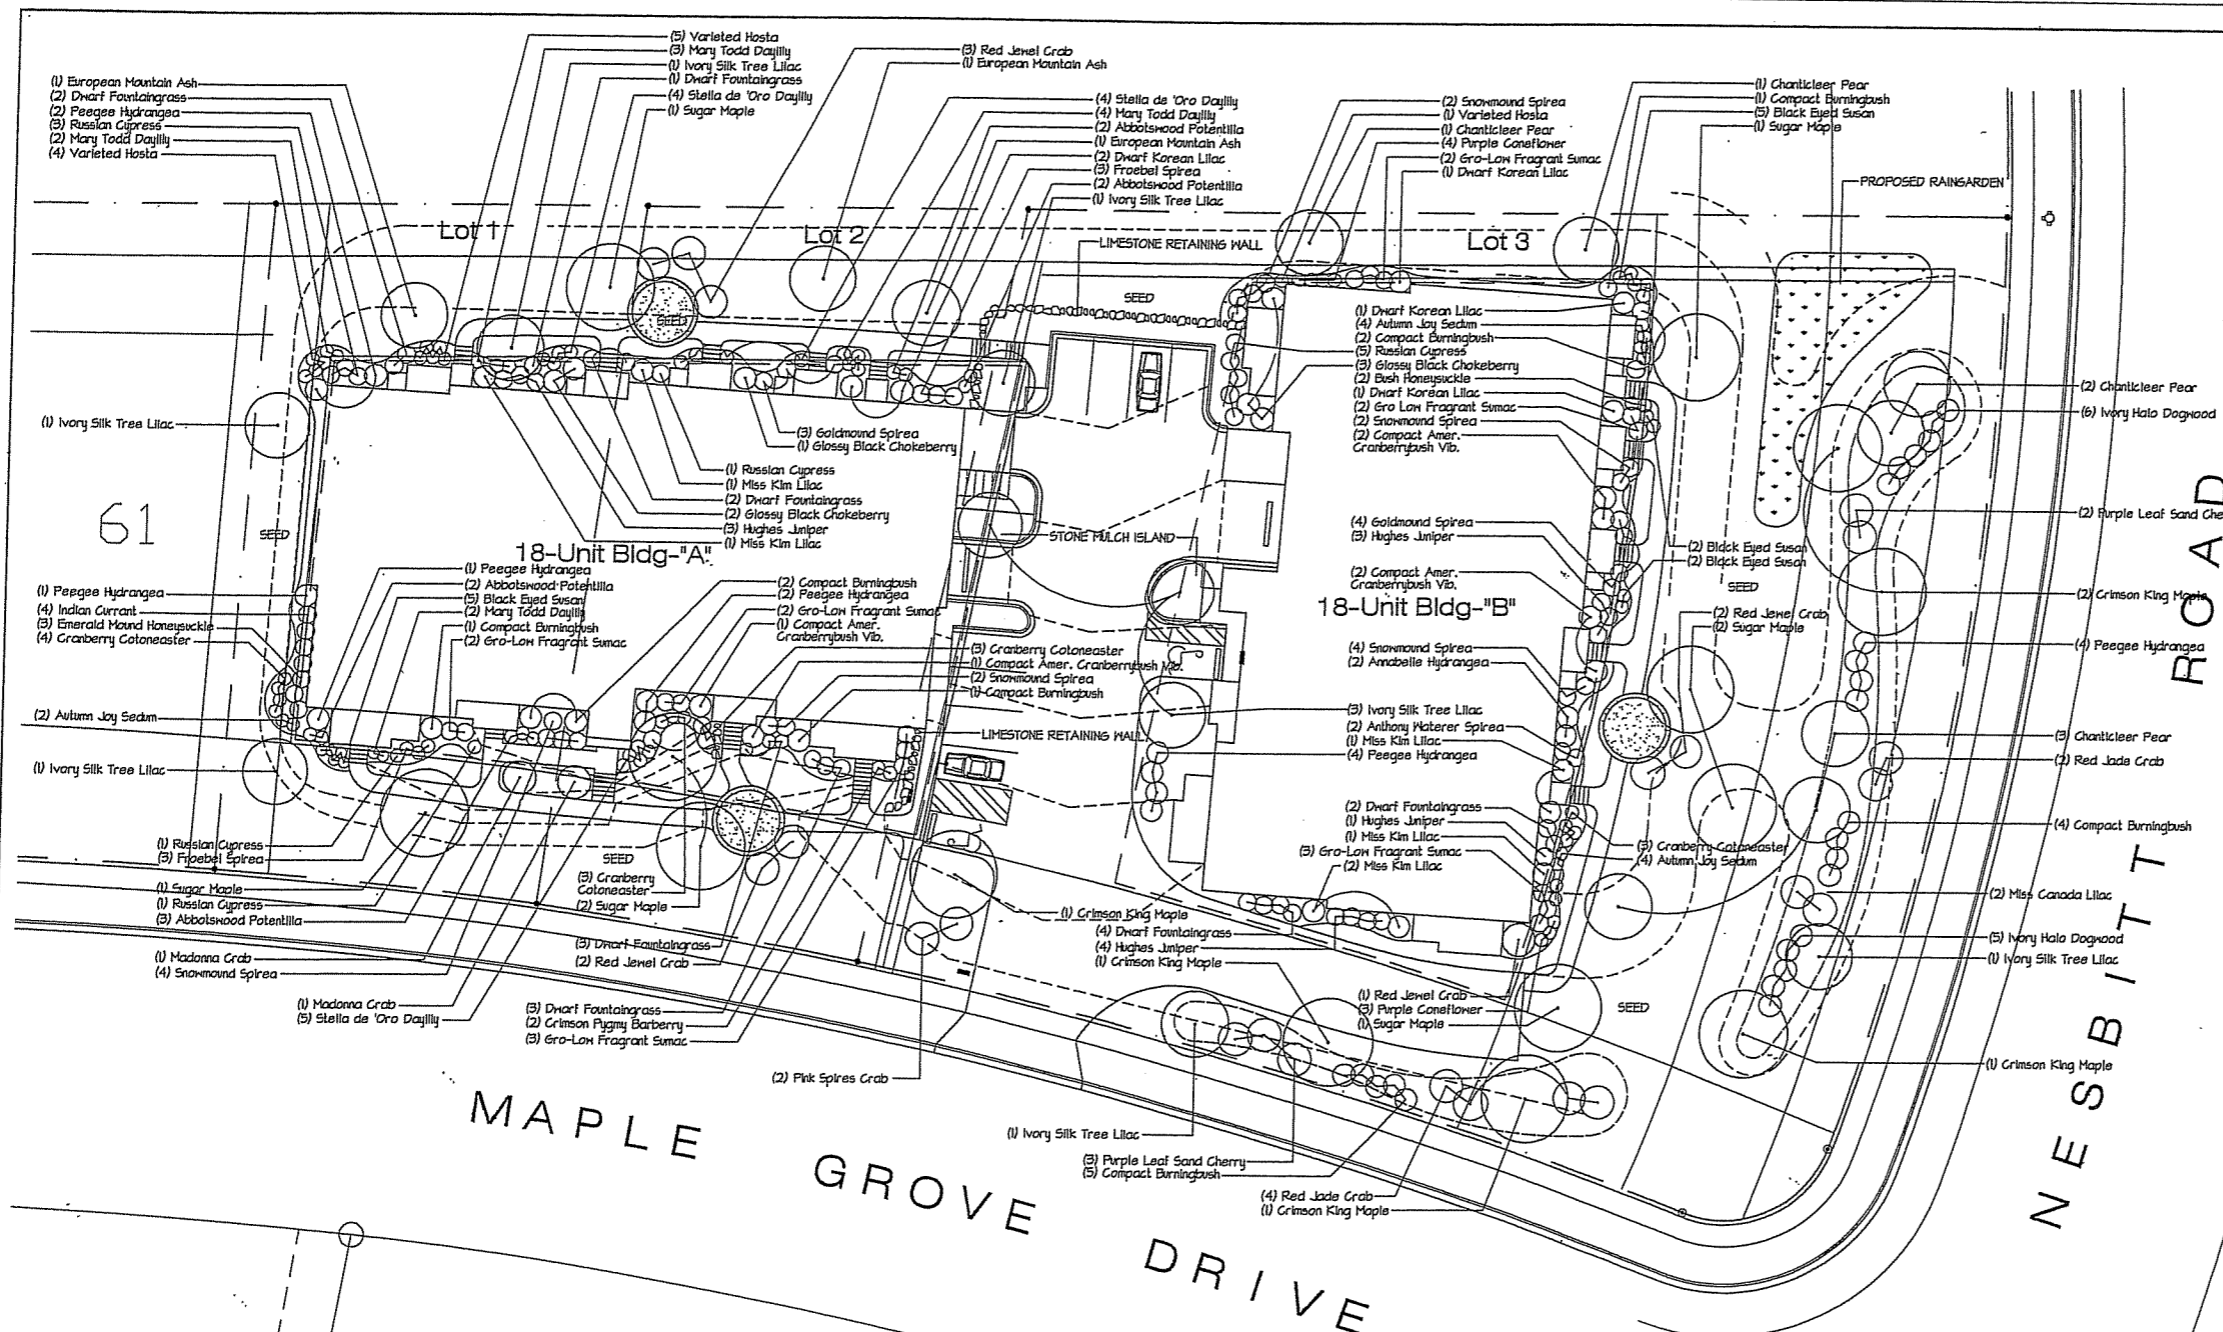 (1) European Mountain Ash
(2) Dwarf Fountaingrass
(2) Peegee Hydrangea
(3) Russian Cypress
(2) Mary Todd Daylily
(4) Varieted Hosta
(5) Varieted Hosta
(3) Mary Todd Daylily
(1) Ivory Silk Tree Lilac
(1) Dwarf Fountaingrass
(4) Stella de 'Oro Daylily
(1) Sugar Maple
(3) Red Jewel Crab
(1) European Mountain Ash
(4) Stella de 'Oro Daylily
(4) Mary Todd Daylily
(2) Abbotswood Potentilla
(1) European Mountain Ash
(2) Dwarf Korean Lilac
(3) Froebel Spirea
(2) Abbotswood Potentilla
(1) Ivory Silk Tree Lilac
(2) Snowmound Spirea
(1) Varieted Hosta
(1) Chanticleer Pear
(4) Purple Coneflower
(2) Gro-Low Fragrant Sumac
(1) Dwarf Korean Lilac
(1) Chanticleer Pear
(1) Compact Burningbush
(5) Black Eyed Susan
(1) Sugar Maple
PROPOSED RAINGARDEN
Lot 1
Lot 2
Lot 3
LIMESTONE RETAINING WALL
SEED
SEED
(1) Ivory Silk Tree Lilac
61
SEED
(3) Goldmound Spirea
(1) Glossy Black Chokeberry
(1) Russian Cypress
(1) Miss Kim Lilac
(2) Dwarf Fountaingrass
(2) Glossy Black Chokeberry
(3) Hughes Juniper
(1) Miss Kim Lilac
18-Unit Bldg-"A"
(1) Dwarf Korean Lilac
(4) Autumn Joy Sedum
(2) Compact Burningbush
(5) Russian Cypress
(3) Glossy Black Chokeberry
(2) Bush Honeysuckle
(1) Dwarf Korean Lilac
(2) Gro Low Fragrant Sumac
(2) Snowmound Spirea
(2) Compact Amer.
Cranberrybush Vib.
(4) Goldmound Spirea
(3) Hughes Juniper
(2) Compact Amer.
Cranberrybush Vib.
18-Unit Bldg-"B"
(4) Snowmound Spirea
(2) Annabelle Hydrangea
(3) Ivory Silk Tree Lilac
(2) Anthony Waterer Spirea
(1) Miss Kim Lilac
(4) Peegee Hydrangea
(2) Dwarf Fountaingrass
(1) Hughes Juniper
(1) Miss Kim Lilac
(3) Gro-Low Fragrant Sumac
(2) Miss Kim Lilac
STONE MULCH ISLAND
(2) Black Eyed Susan
(2) Black Eyed Susan
SEED
(2) Red Jewel Crab
(2) Sugar Maple
(3) Cranberry Cotoneaster
(4) Autumn Joy Sedum
(2) Chanticleer Pear
(6) Ivory Halo Dogwood
(2) Purple Leaf Sand Che
(2) Crimson King Maple
(4) Peegee Hydrangea
(3) Chanticleer Pear
(2) Red Jade Crab
(4) Compact Burningbush
(2) Miss Canada Lilac
(5) Ivory Halo Dogwood
(1) Ivory Silk Tree Lilac
(1) Crimson King Maple
(1) Peegee Hydrangea
(4) Indian Currant
(3) Emerald Mound Honeysuckle
(4) Cranberry Cotoneaster
(2) Autumn Joy Sedum
(1) Ivory Silk Tree Lilac
(1) Peegee Hydrangea
(2) Abbotswood Potentilla
(5) Black Eyed Susan
(2) Mary Todd Daylily
(1) Compact Burningbush
(2) Gro-Low Fragrant Sumac
(2) Compact Burningbush
(2) Peegee Hydrangea
(2) Gro-Low Fragrant Sumac
(1) Compact Amer.
Cranberrybush Vib.
(3) Cranberry Cotoneaster
(1) Compact Amer. Cranberrybush Vib.
(2) Snowmound Spirea
(1) Compact Burningbush
LIMESTONE RETAINING WALL
(1) Russian Cypress
(3) Froebel Spirea
(1) Sugar Maple
(1) Russian Cypress
(3) Abbotswood Potentilla
(1) Madonna Crab
(4) Snowmound Spirea
(1) Madonna Crab
(5) Stella de 'Oro Daylily
SEED
(3) Cranberry
Cotoneaster
(2) Sugar Maple
(3) Dwarf Fountaingrass
(2) Red Jewel Crab
(3) Dwarf Fountaingrass
(2) Crimson Pygmy Barberry
(3) Gro-Low Fragrant Sumac
(2) Pink Spires Crab
(1) Crimson King Maple
(4) Dwarf Fountaingrass
(4) Hughes Juniper
(1) Crimson King Maple
(1) Red Jewel Crab
(3) Purple Coneflower
(1) Sugar Maple
SEED
(1) Ivory Silk Tree Lilac
(3) Purple Leaf Sand Cherry
(5) Compact Burningbush
(4) Red Jade Crab
(1) Crimson King Maple
MAPLE GROVE DRIVE
NESBITT ROAD